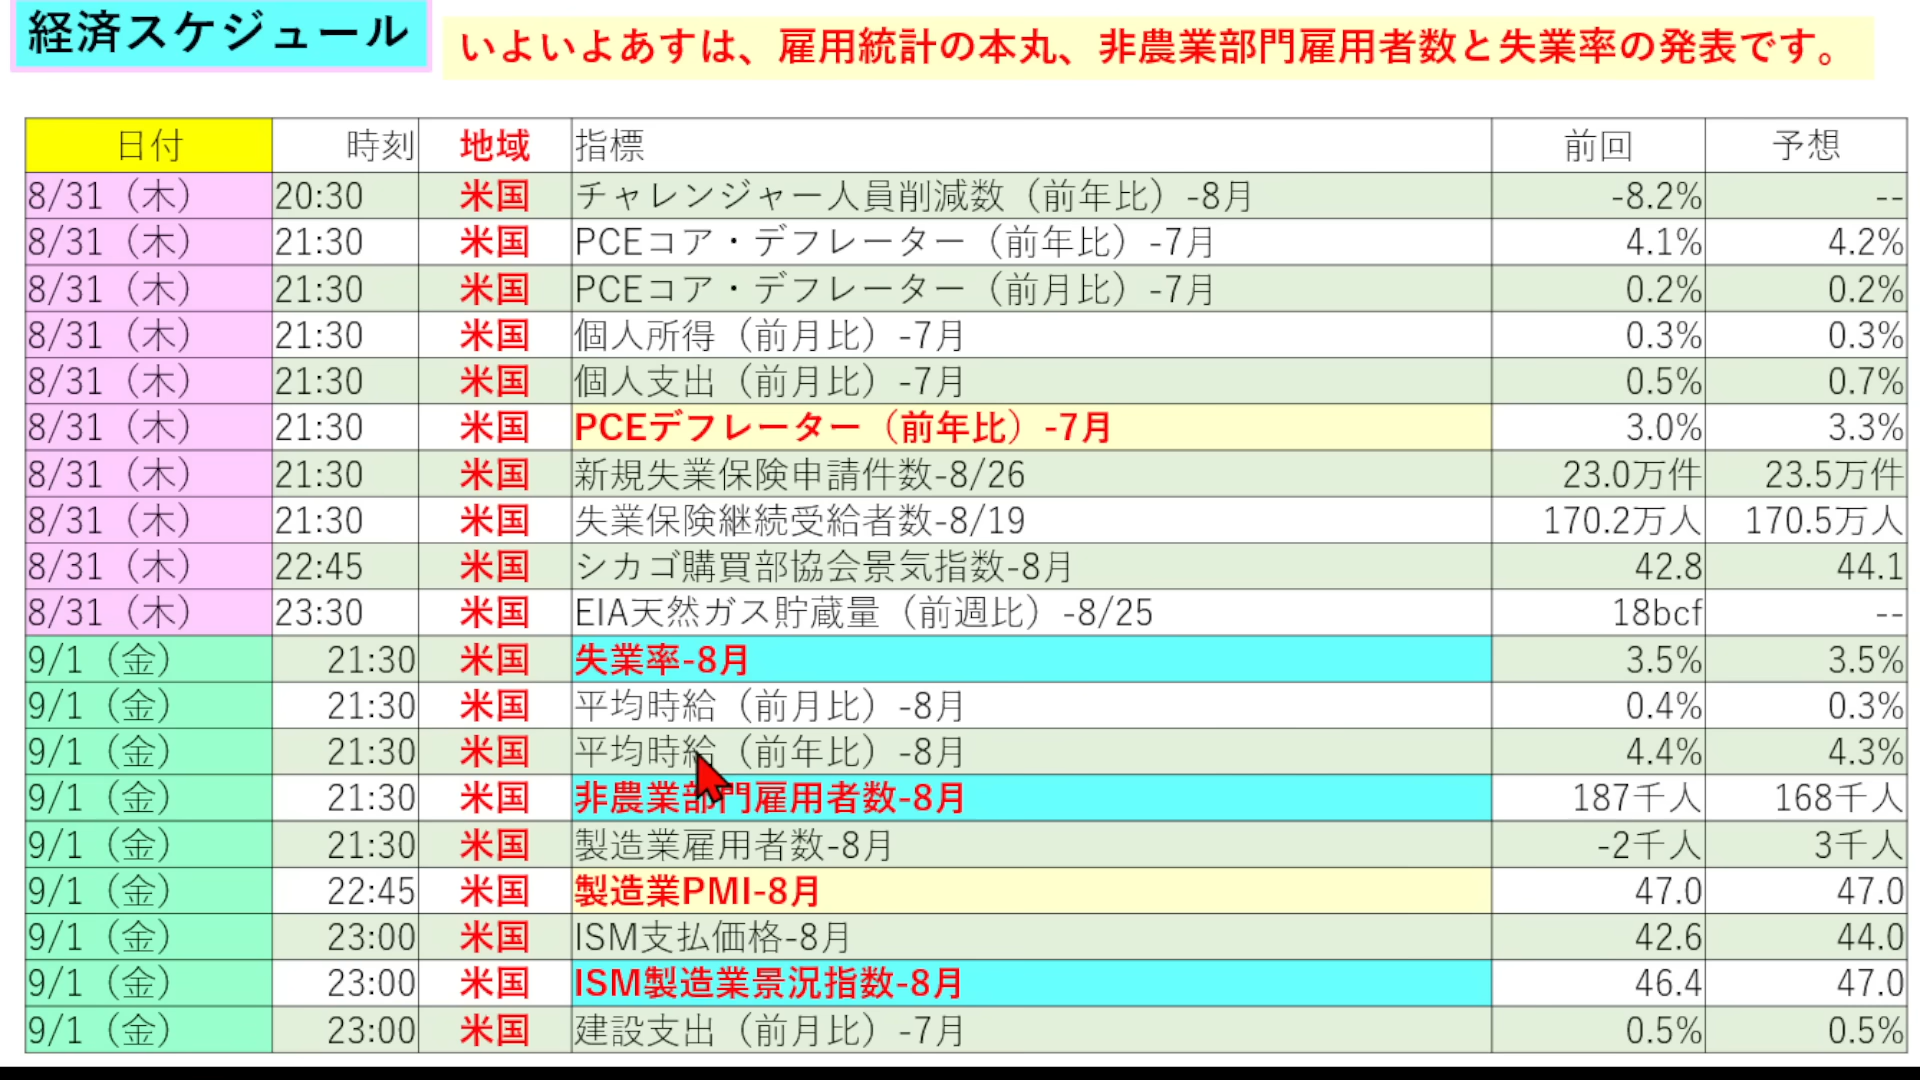 経済スケジュール
いよいよあすは、雇用統計の本丸、非農業部門雇用者数と失業率の発表です。
日付 時刻 地域 指標 前回 予想
8/31（木） 20:30 米国 チャレンジャー人員削減数（前年比）-8月 -8.2% --
8/31（木） 21:30 米国 PCEコア・デフレーター（前年比）-7月 4.1% 4.2%
8/31（木） 21:30 米国 PCEコア・デフレーター（前月比）-7月 0.2% 0.2%
8/31（木） 21:30 米国 個人所得（前月比）-7月 0.3% 0.3%
8/31（木） 21:30 米国 個人支出（前月比）-7月 0.5% 0.7%
8/31（木） 21:30 米国 PCEデフレーター（前年比）-7月 3.0% 3.3%
8/31（木） 21:30 米国 新規失業保険申請件数-8/26 23.0万件 23.5万件
8/31（木） 21:30 米国 失業保険継続受給者数-8/19 170.2万人 170.5万人
8/31（木） 22:45 米国 シカゴ購買部協会景気指数-8月 42.8 44.1
8/31（木） 23:30 米国 EIA天然ガス貯蔵量（前週比）-8/25 18bcf --
9/1（金） 21:30 米国 失業率-8月 3.5% 3.5%
9/1（金） 21:30 米国 平均時給（前月比）-8月 0.4% 0.3%
9/1（金） 21:30 米国 平均時給（前年比）-8月 4.4% 4.3%
9/1（金） 21:30 米国 非農業部門雇用者数-8月 187千人 168千人
9/1（金） 21:30 米国 製造業雇用者数-8月 -2千人 3千人
9/1（金） 22:45 米国 製造業PMI-8月 47.0 47.0
9/1（金） 23:00 米国 ISM支払価格-8月 42.6 44.0
9/1（金） 23:00 米国 ISM製造業景況指数-8月 46.4 47.0
9/1（金） 23:00 米国 建設支出（前月比）-7月 0.5% 0.5%